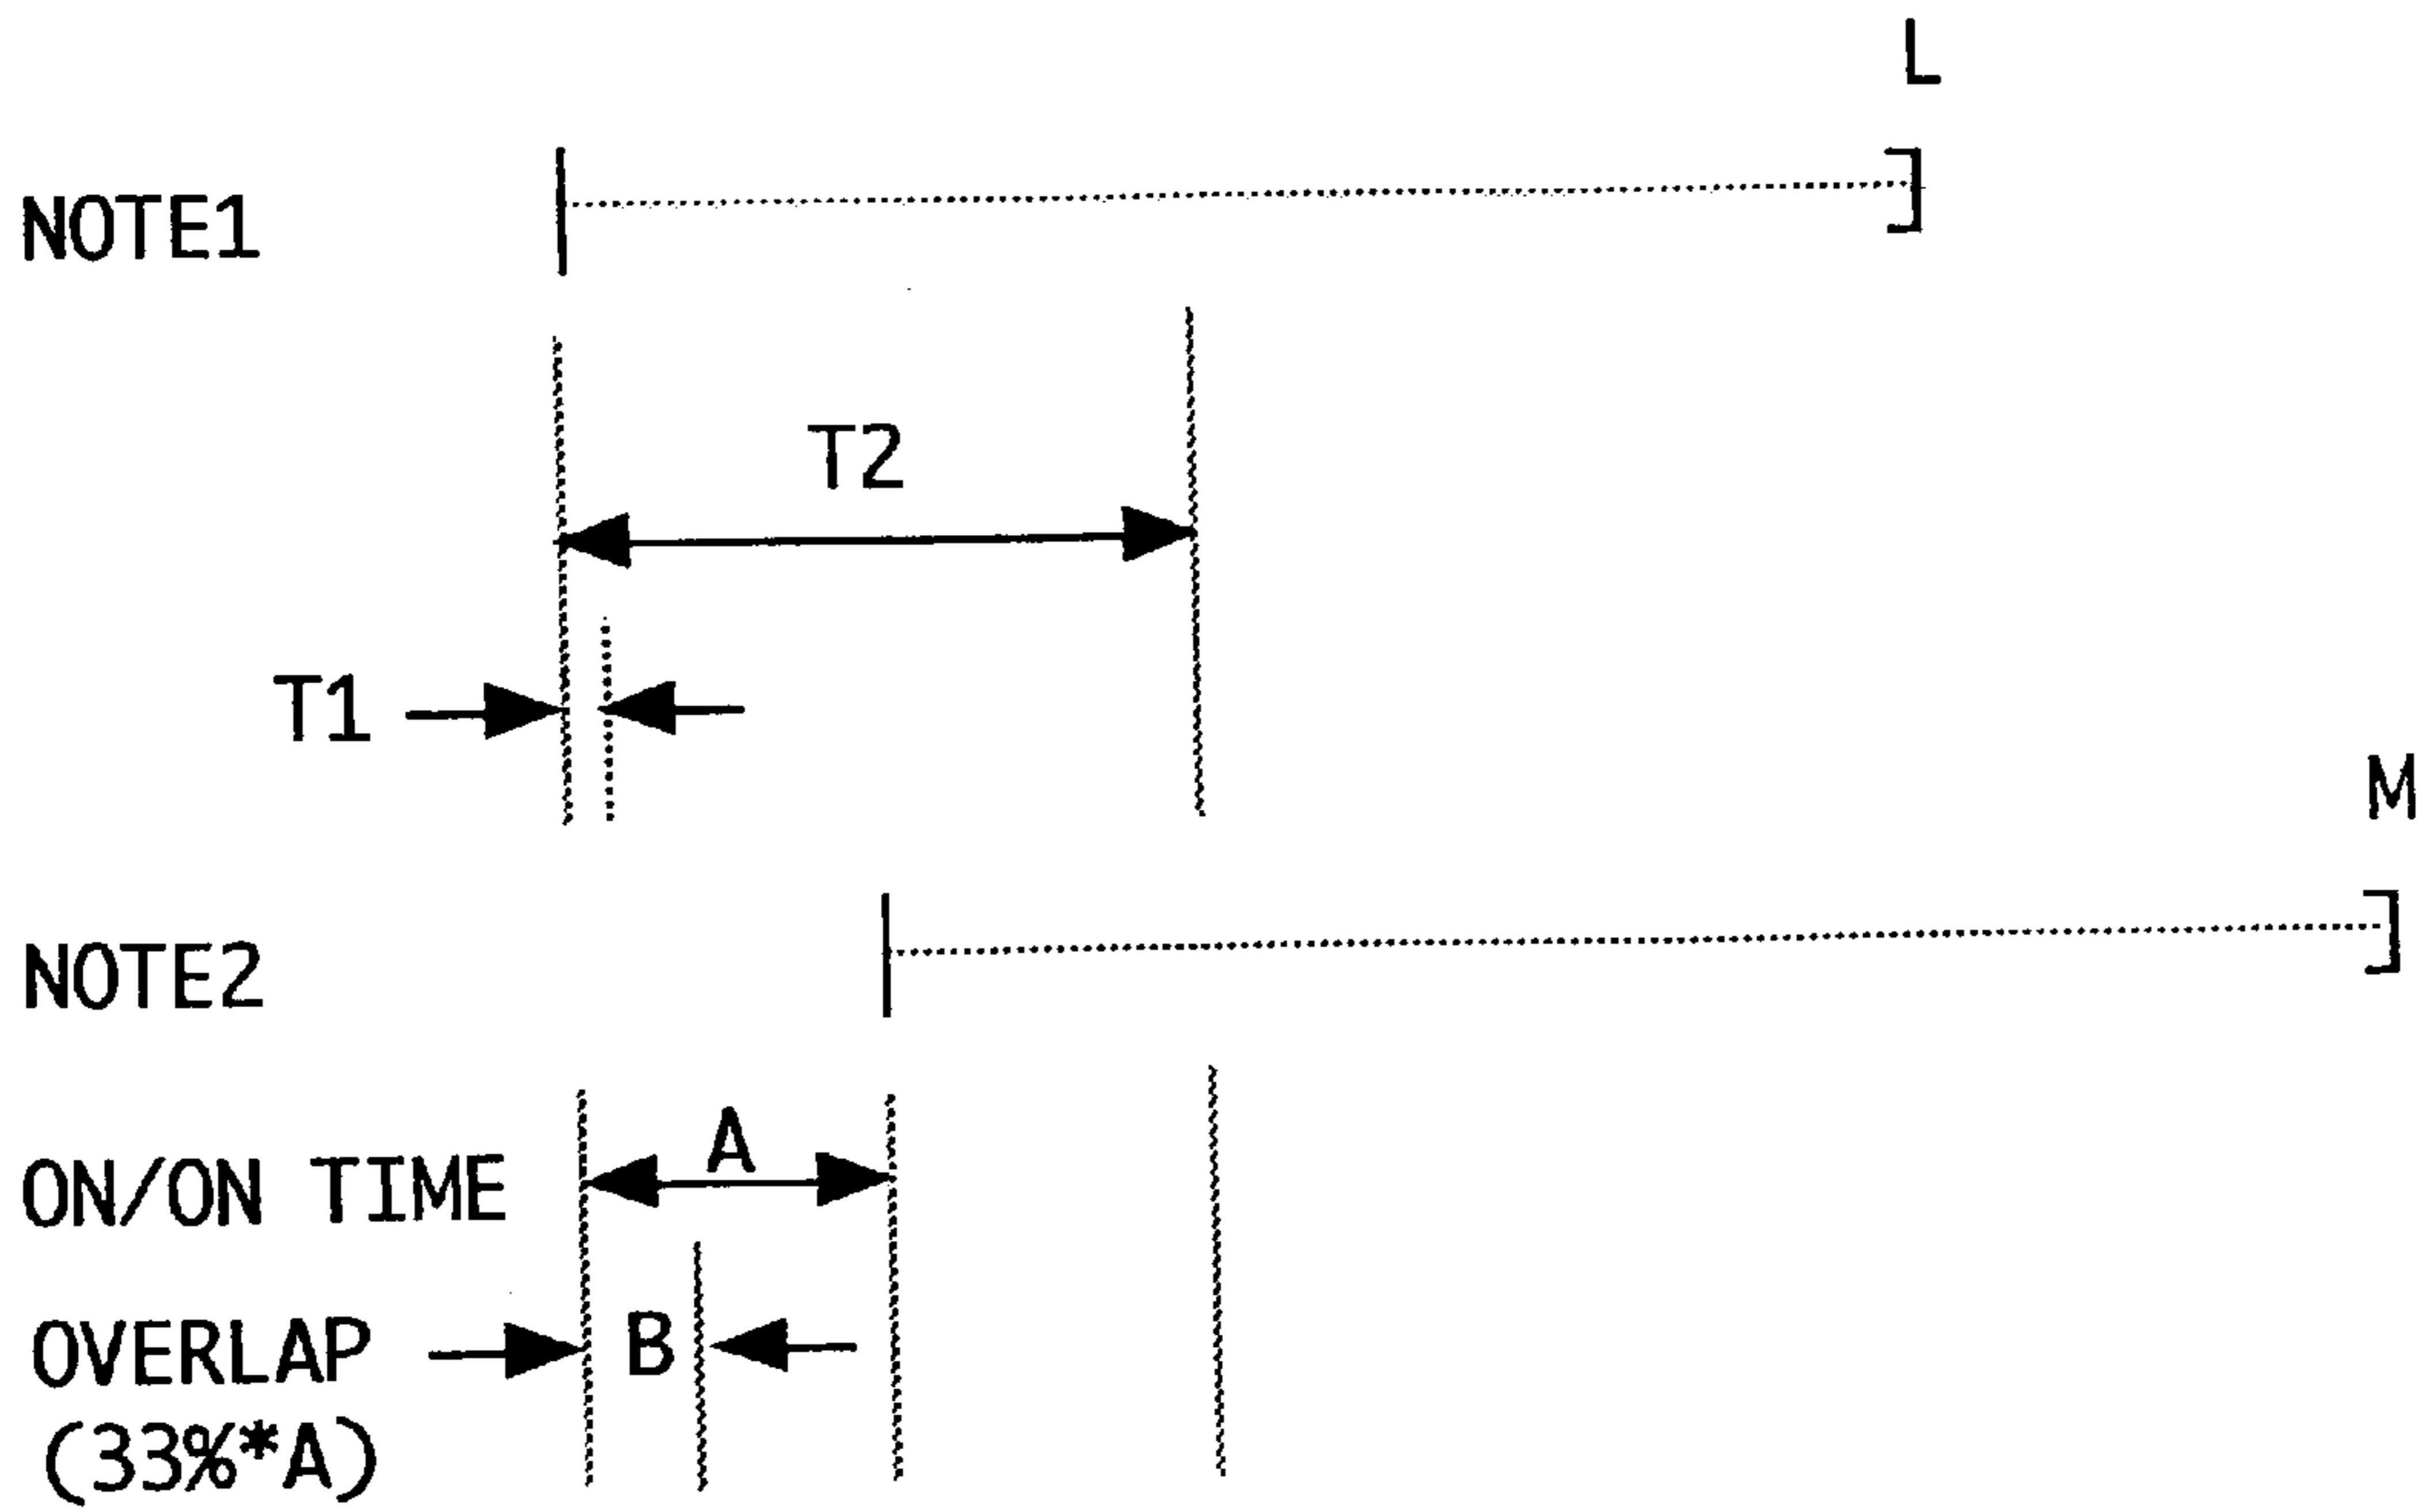 L
NOTE1
T2
T1
M
NOTE2
A
ON/ON TIME
OVERLAP B
(33%*A)